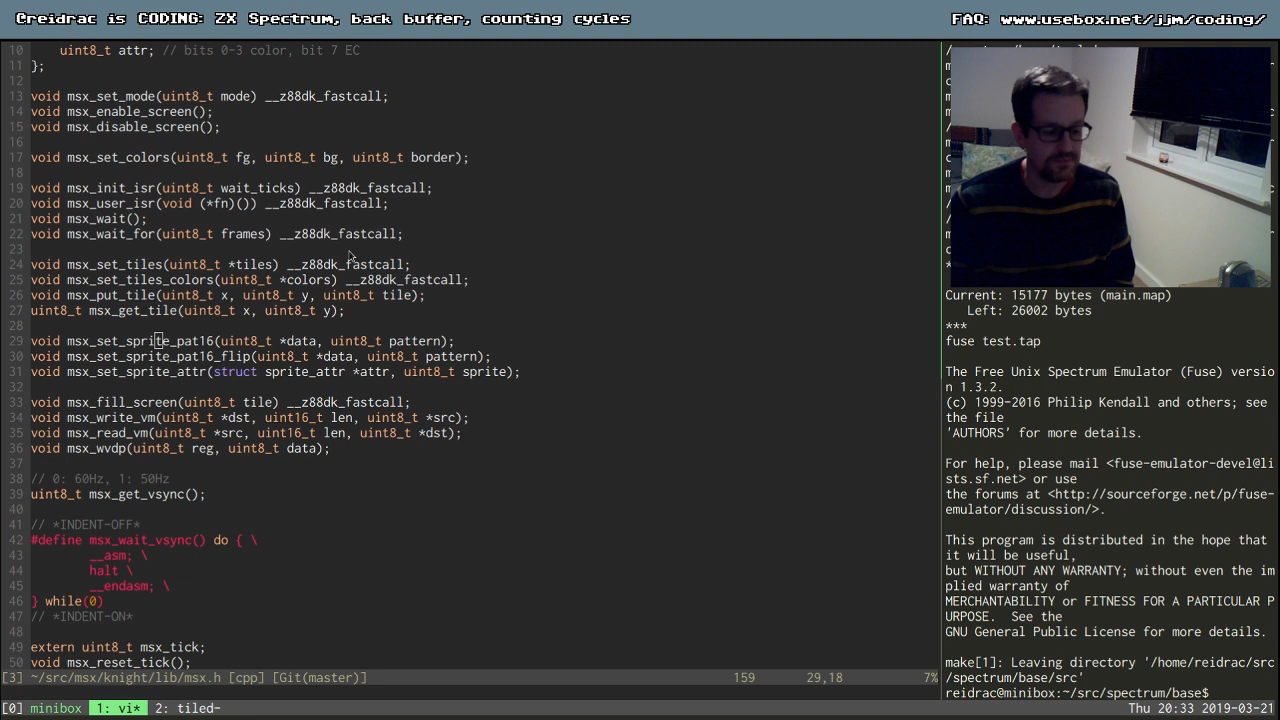 @reidrac is CODING: ZX Spectrum, back buffer, counting cycles
FAQ: www.usebox.net/jjm/coding/
10     uint8_t attr; // bits 0-3 color, bit 7 EC
11 };
12
13 void msx_set_mode(uint8_t mode) __z88dk_fastcall;
14 void msx_enable_screen();
15 void msx_disable_screen();
16
17 void msx_set_colors(uint8_t fg, uint8_t bg, uint8_t border);
18
19 void msx_init_isr(uint8_t wait_ticks) __z88dk_fastcall;
20 void msx_user_isr(void (*fn)()) __z88dk_fastcall;
21 void msx_wait();
22 void msx_wait_for(uint8_t frames) __z88dk_fastcall;
23
24 void msx_set_tiles(uint8_t *tiles) __z88dk_fastcall;
25 void msx_set_tiles_colors(uint8_t *colors) __z88dk_fastcall;
26 void msx_put_tile(uint8_t x, uint8_t y, uint8_t tile);
27 uint8_t msx_get_tile(uint8_t x, uint8_t y);
28
29 void msx_set_sprite_pat16(uint8_t *data, uint8_t pattern);
30 void msx_set_sprite_pat16_flip(uint8_t *data, uint8_t pattern);
31 void msx_set_sprite_attr(struct sprite_attr *attr, uint8_t sprite);
32
33 void msx_fill_screen(uint8_t tile) __z88dk_fastcall;
34 void msx_write_vm(uint8_t *dst, uint16_t len, uint8_t *src);
35 void msx_read_vm(uint8_t *src, uint16_t len, uint8_t *dst);
36 void msx_wvdp(uint8_t reg, uint8_t data);
37
38 // 0: 60Hz, 1: 50Hz
39 uint8_t msx_get_vsync();
40
41 // *INDENT-OFF*
42 #define msx_wait_vsync() do { \
43         __asm; \
44         halt \
45         __endasm; \
46 } while(0)
47 // *INDENT-ON*
48
49 extern uint8_t msx_tick;
50 void msx_reset_tick();
[3] ~/src/msx/knight/lib/msx.h [cpp] [Git(master)] 159 29,18 7%
Current: 15177 bytes (main.map)
Left: 26002 bytes
***
fuse test.tap
The Free Unix Spectrum Emulator (Fuse) versio
n 1.3.2.
(c) 1999-2016 Philip Kendall and others; see
the file
'AUTHORS' for more details.
For help, please mail <fuse-emulator-devel@li
sts.sf.net> or use
the forums at <http://sourceforge.net/p/fuse-
emulator/discussion/>.
This program is distributed in the hope that
it will be useful,
but WITHOUT ANY WARRANTY; without even the im
plied warranty of
MERCHANTABILITY or FITNESS FOR A PARTICULAR P
URPOSE.  See the
GNU General Public License for more details.
make[1]: Leaving directory '/home/reidrac/src
/spectrum/base/src'
reidrac@minibox:~/src/spectrum/base$
[0] minibox 1: vi* 2: tiled- Thu 20:33 2019-03-21